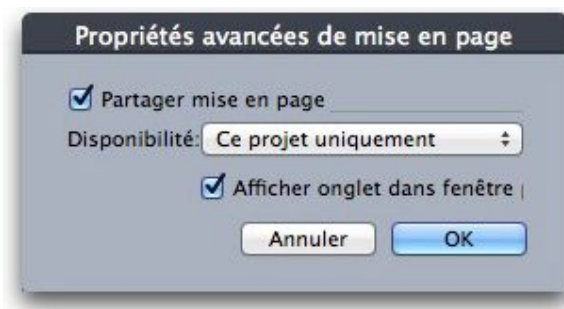 Propriétés avancées de mise en page
Partager mise en page
Disponibilité: Ce projet uniquement
Afficher onglet dans fenêtre
Annuler OK